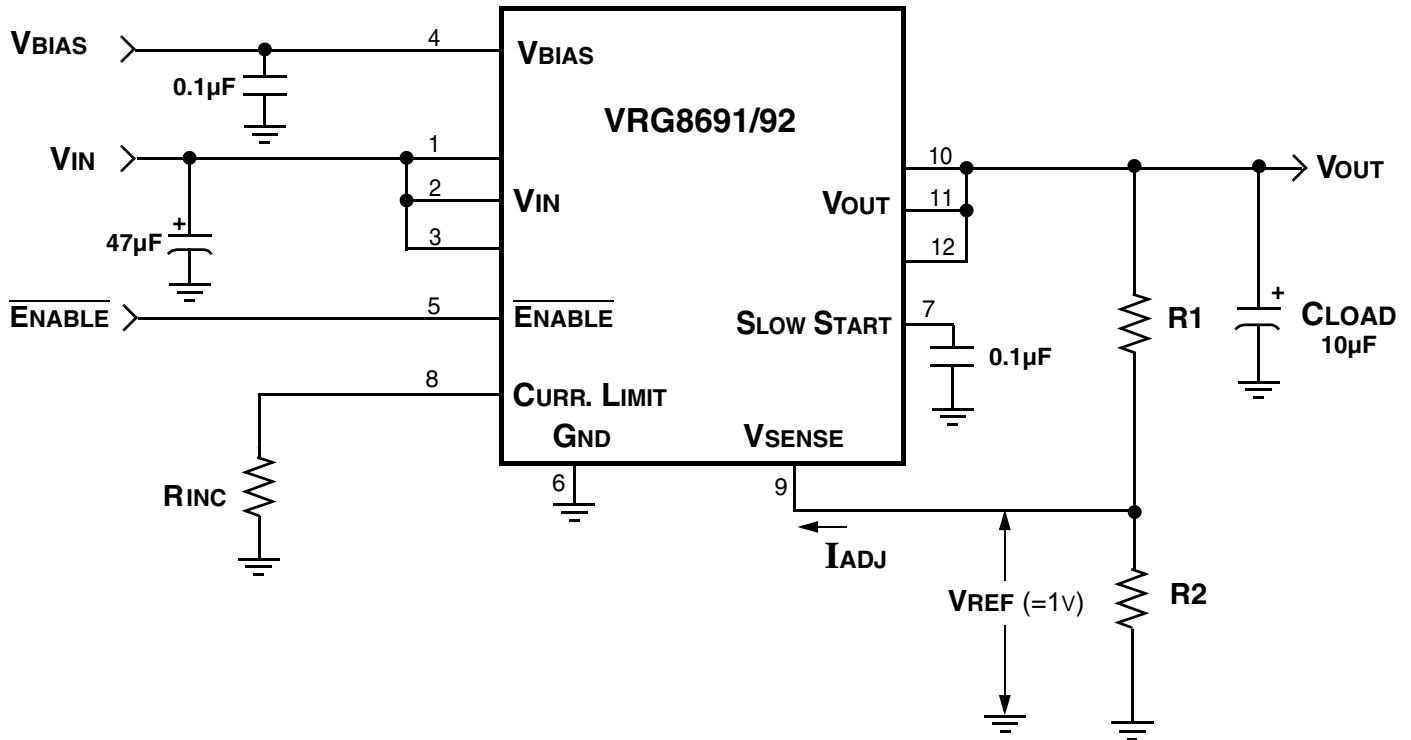 VBIAS
4
VBIAS
0.1µF
VRG8691/92
VIN
1
2
3
VIN
47µF
+
10
11
12
VOUT
VOUT
ENABLE
5
ENABLE
SLOW START
7
0.1µF
R1
+
CLOAD
10µF
8
CURR. LIMIT
RINC
GND
6
VSENSE
9
IADJ
VREF (=1V)
R2